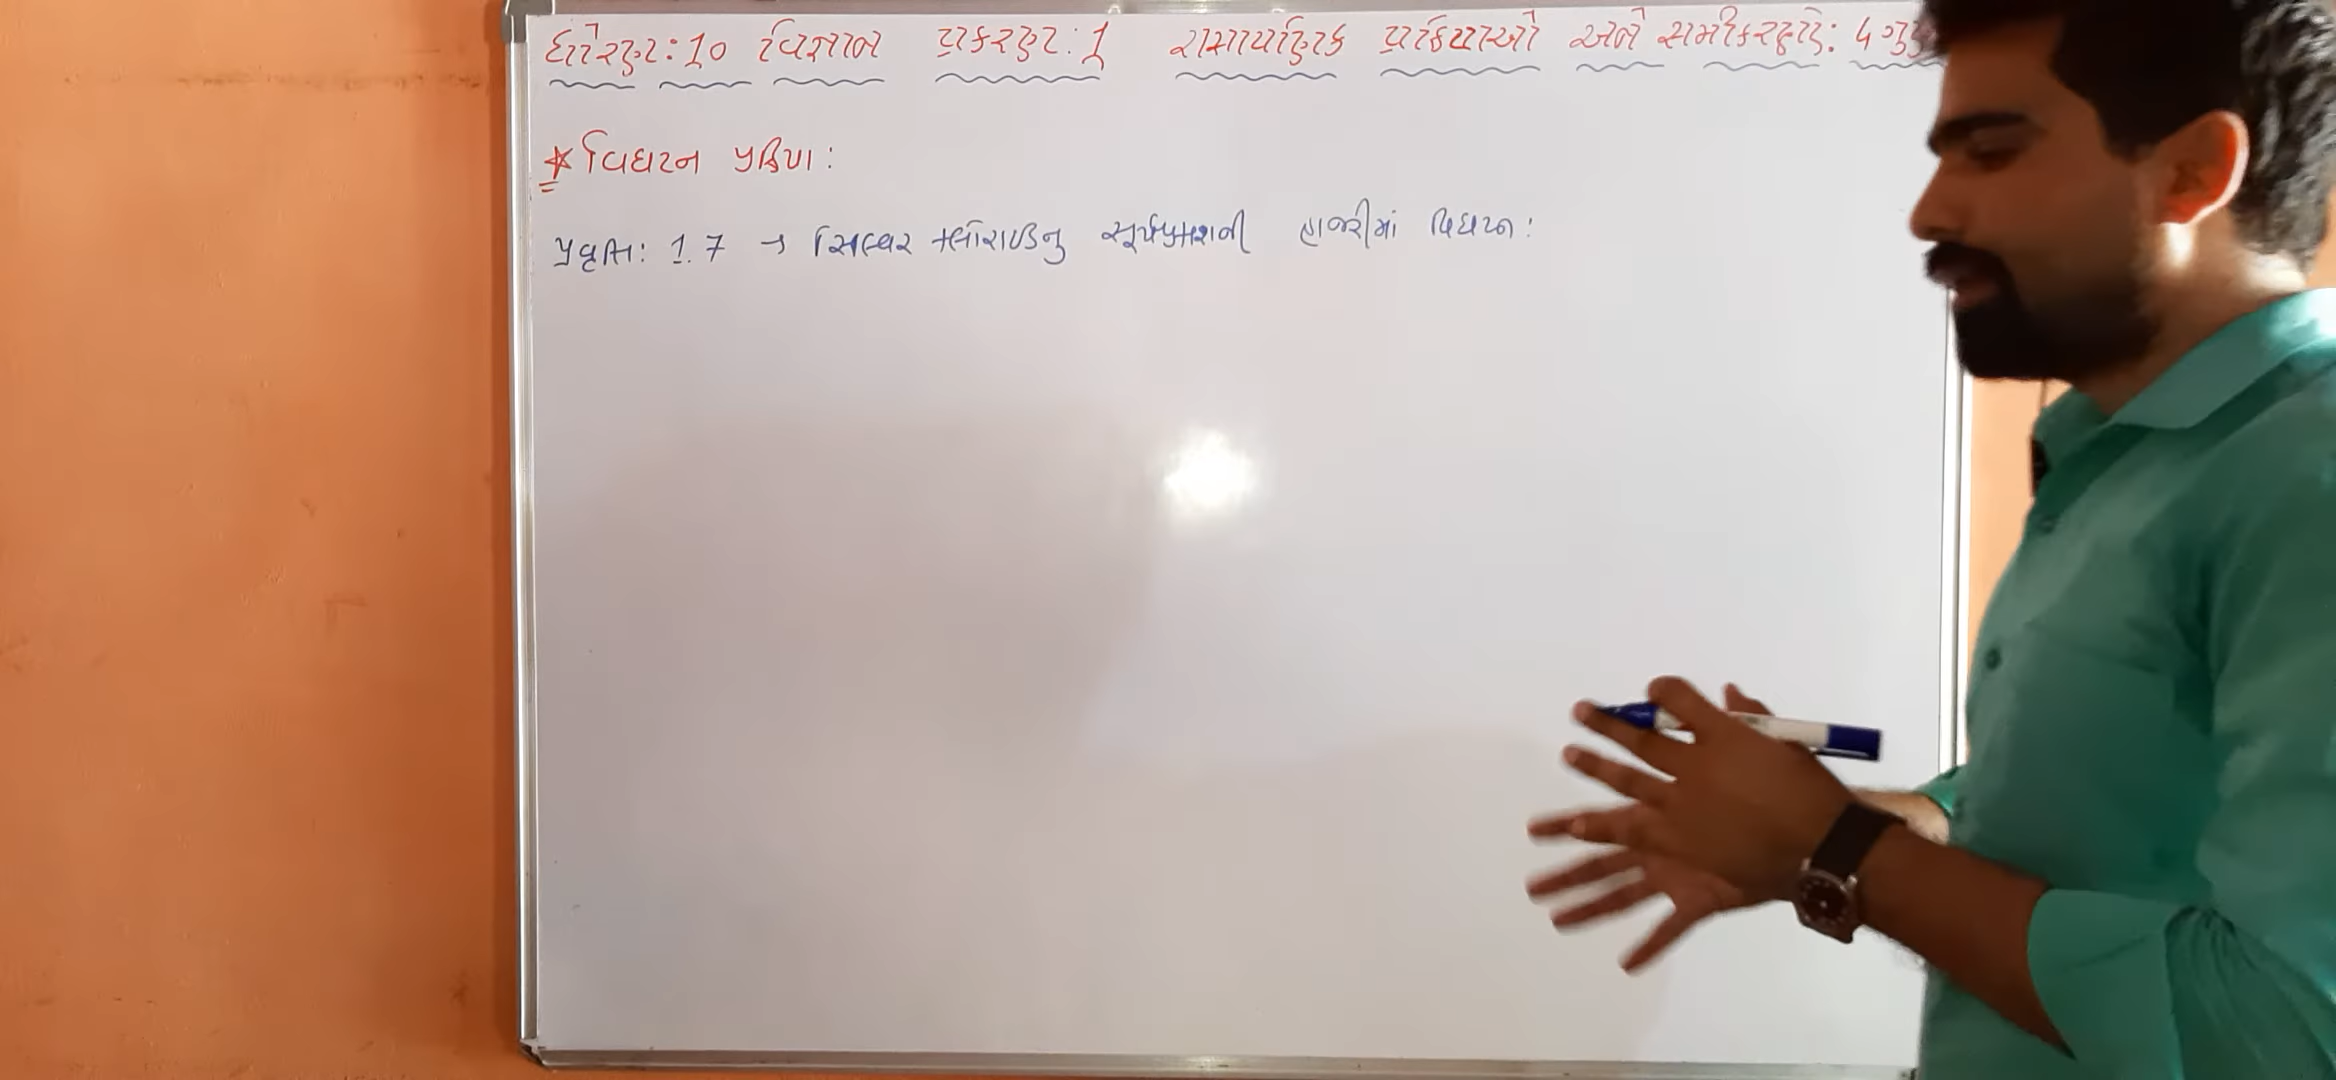 ધોરણ: 10 વિજ્ઞાન પ્રકરણ: 1 રાસાયણિક પ્રક્રિયાઓ અને સમીકરણો: 4 ગુણ
* વિઘટન પ્રક્રિયા:
પ્રવૃત્તિ: 1.7 → સિલ્વર ક્લોરાઇડનુ સૂર્યપ્રકાશની હાજરીમાં વિઘટન: